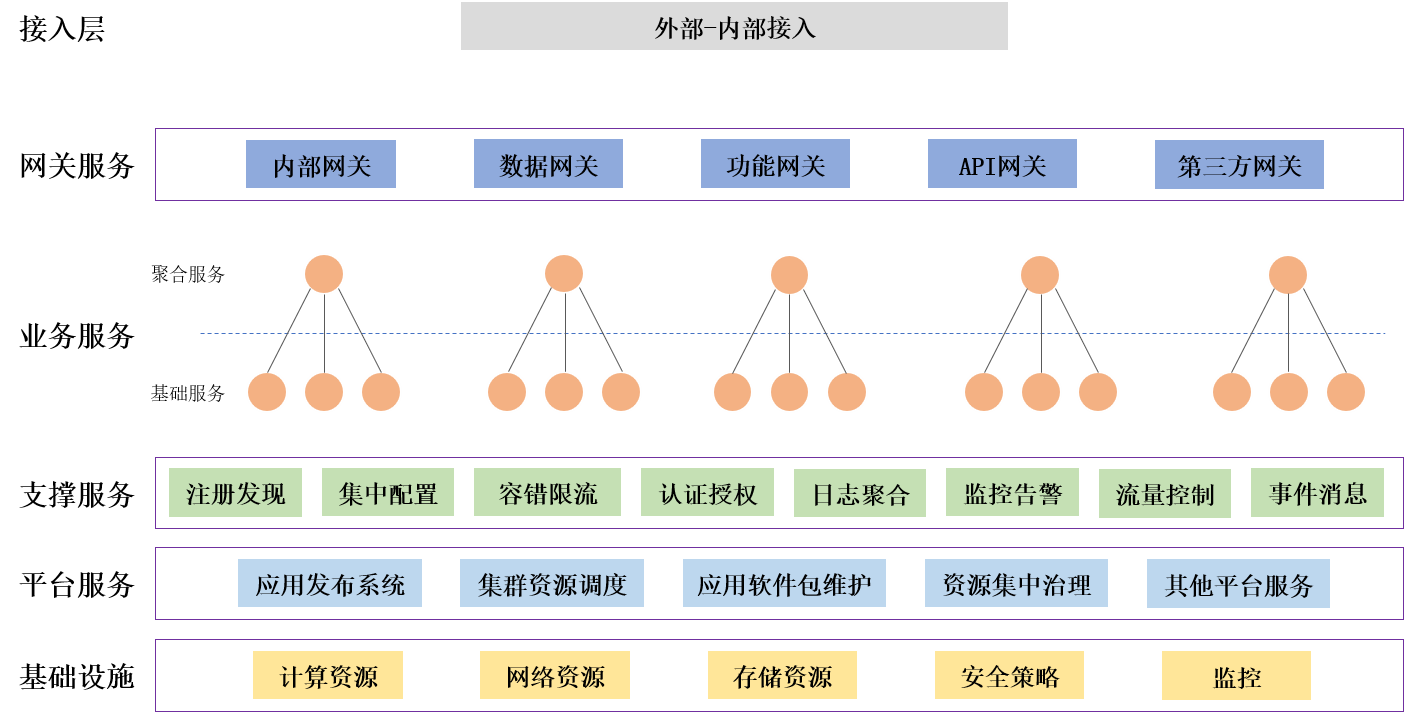 接入层
外部-内部接入
网关服务
内部网关
数据网关
功能网关
API网关
第三方网关
聚合服务
业务服务
基础服务
支撑服务
注册发现
集中配置
容错限流
认证授权
日志聚合
监控告警
流量控制
事件消息
平台服务
应用发布系统
集群资源调度
应用软件包维护
资源集中治理
其他平台服务
基础设施
计算资源
网络资源
存储资源
安全策略
监控